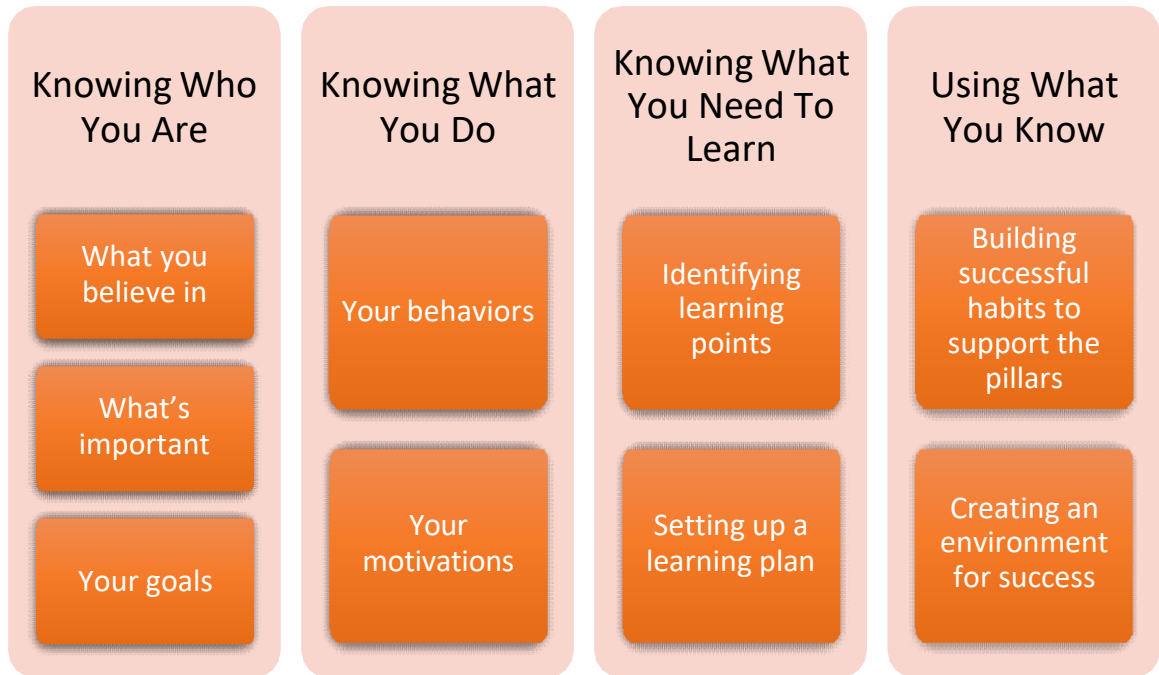 Knowing Who
You Are
What you
believe in
What’s
important
Your goals
Knowing What
You Do
Your behaviors
Your
motivations
Knowing What
You Need To
Learn
Identifying
learning
points
Setting up a
learning plan
Using What
You Know
Building
successful
habits to
support the
pillars
Creating an
environment
for success